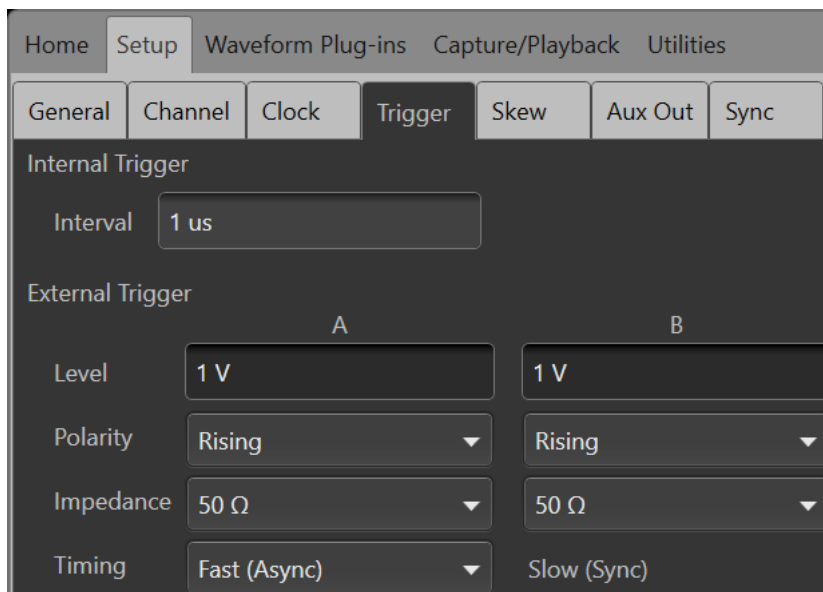 Home Setup Waveform Plug-ins Capture/Playback Utilities
General Channel Clock Trigger Skew Aux Out Sync
Internal Trigger
Interval 1 us
External Trigger
A B
Level 1 V 1 V
Polarity Rising Rising
Impedance 50 Ω 50 Ω
Timing Fast (Async) Slow (Sync)